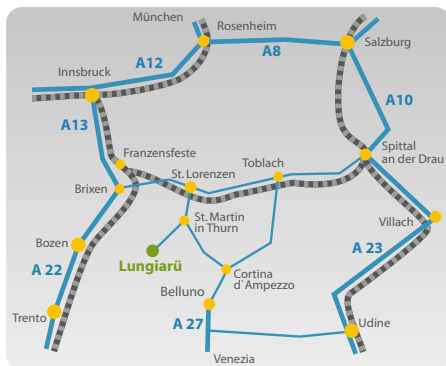 München
Rosenheim
A8
Salzburg
A12
Innsbruck
A10
A13
Franzensfeste
Toblach
Spittal
an der Drau
St. Lorenzen
Brixen
St. Martin
in Thurn
Villach
Bozen
Lungiarü
A 23
A 22
Cortina
d`Ampezzo
Belluno
Trento
A 27
Udine
Venezia